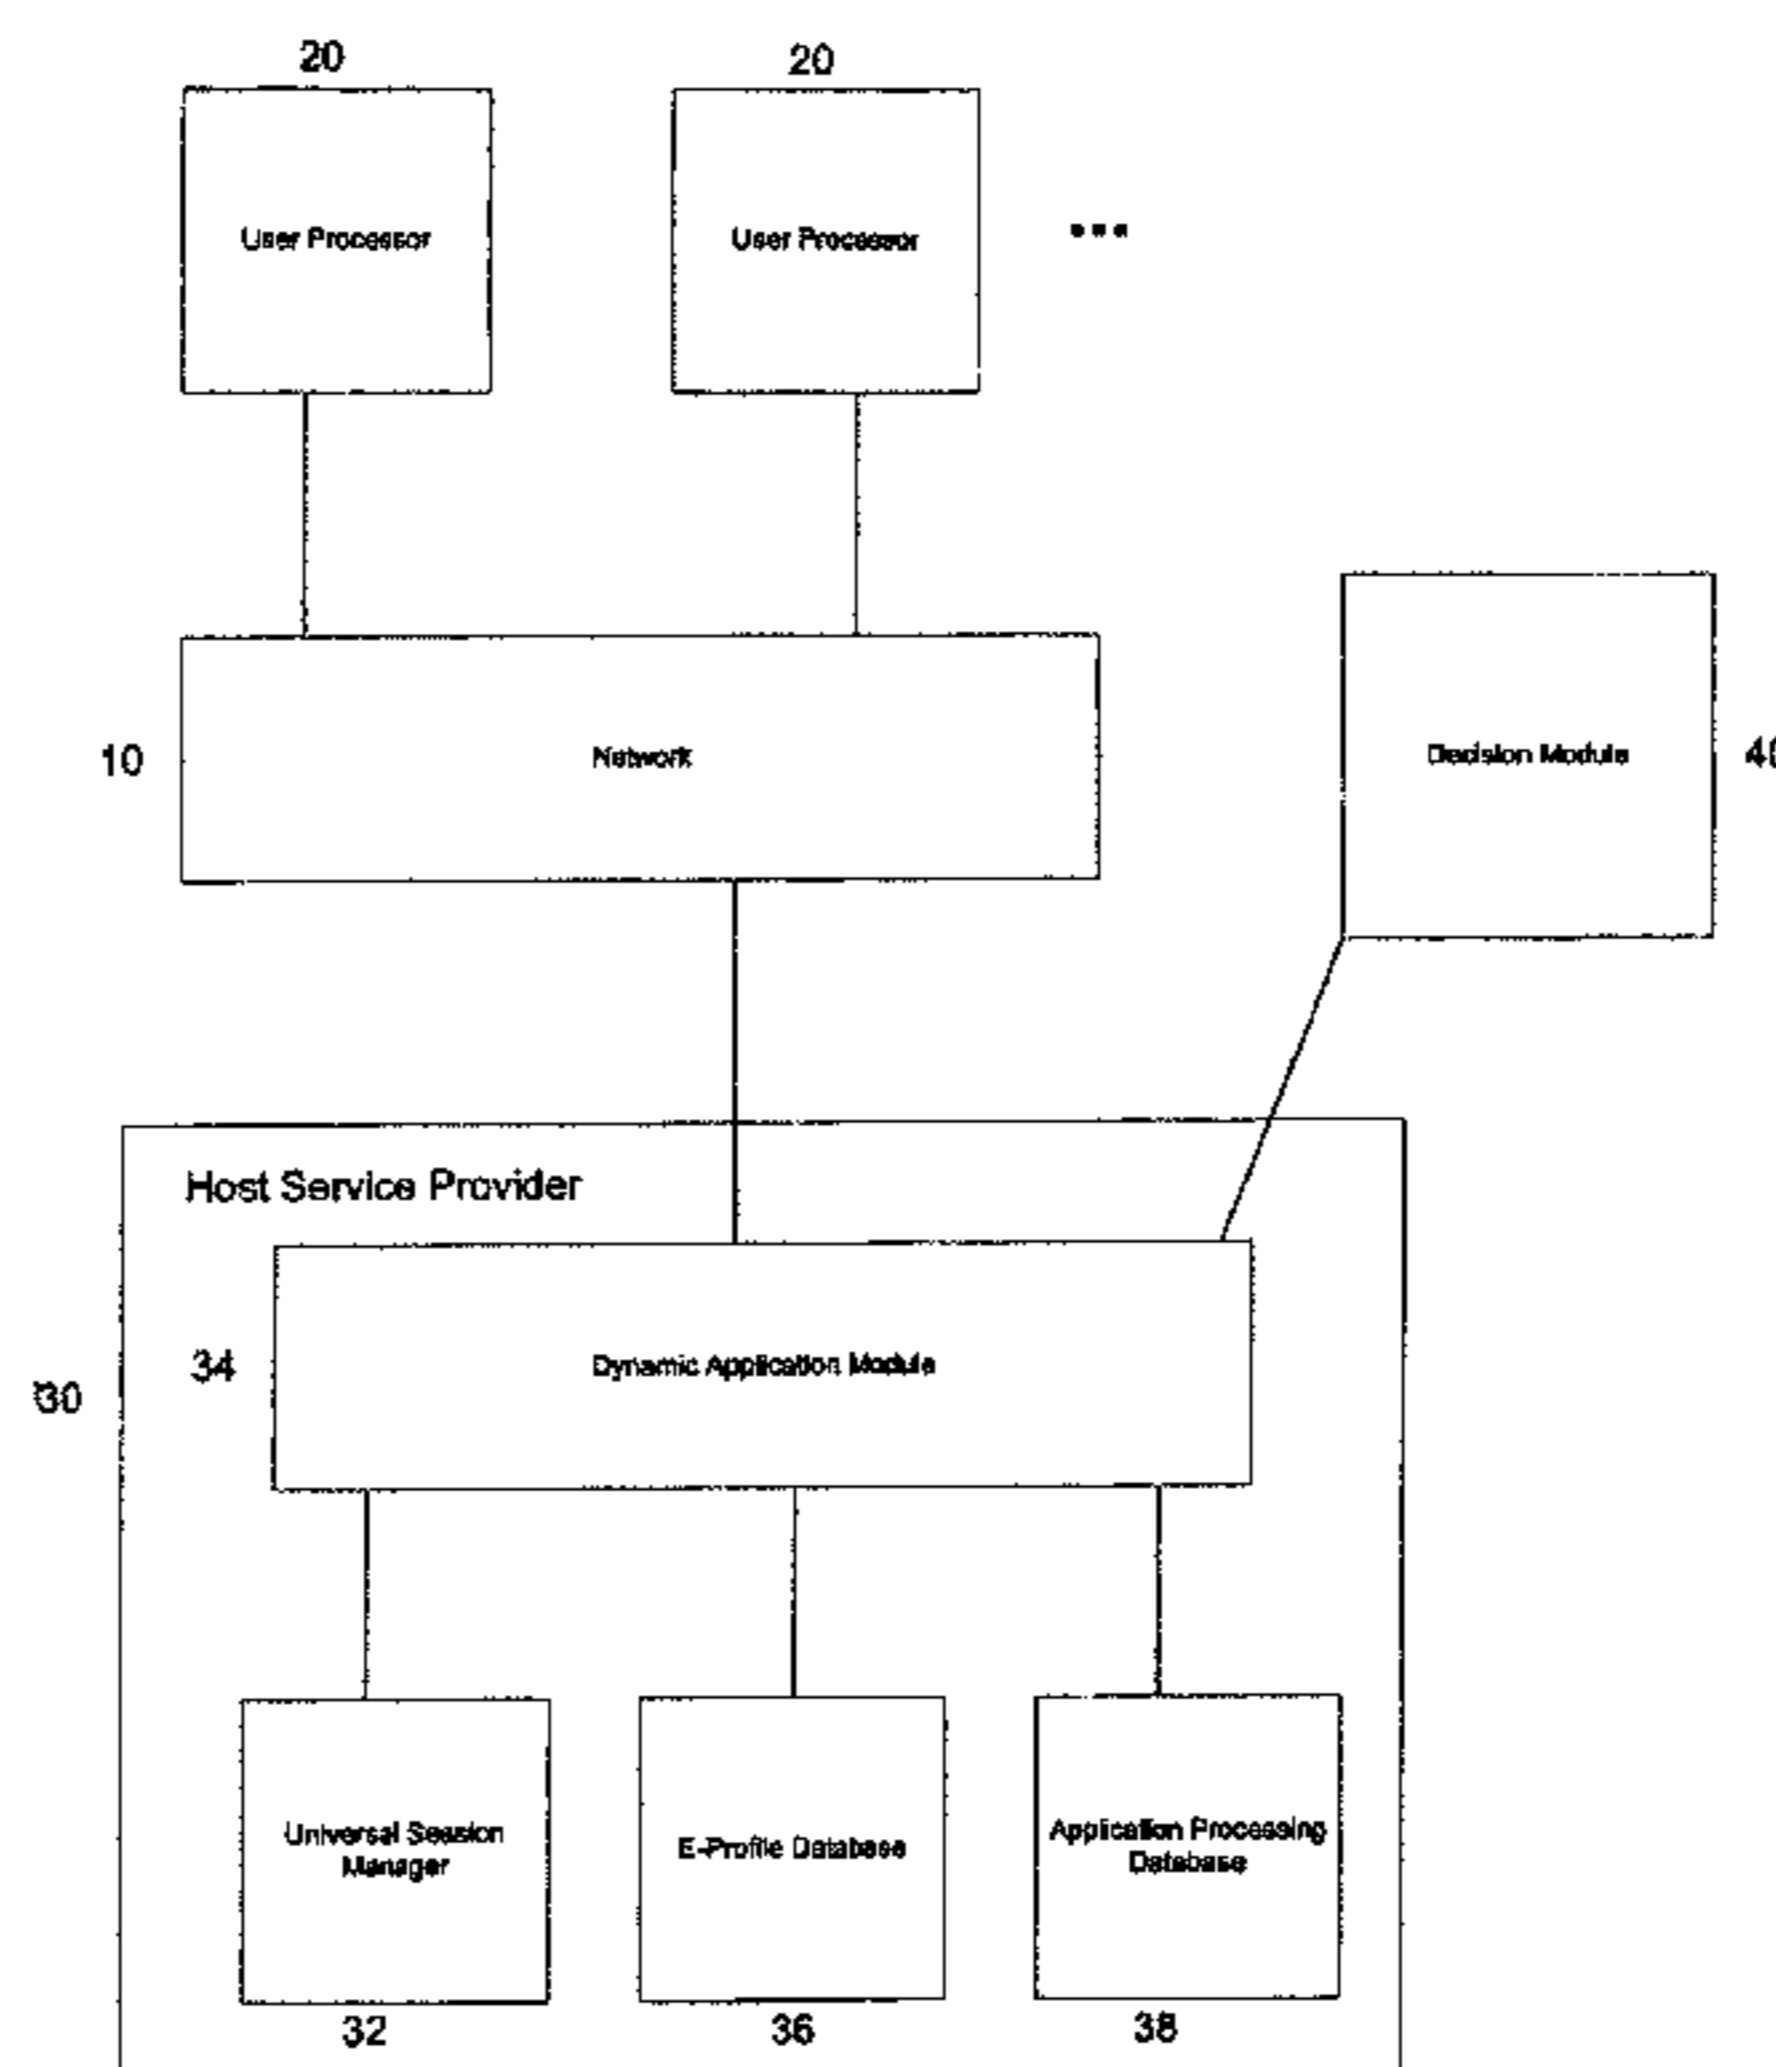 20
20
User Processor
User Processor
...
10
Network
Decision Module
Host Service Provider
30
34
Dynamic Application Module
Universal Session
Manager
E-Profile Database
Application Processing
Database
32
36
38